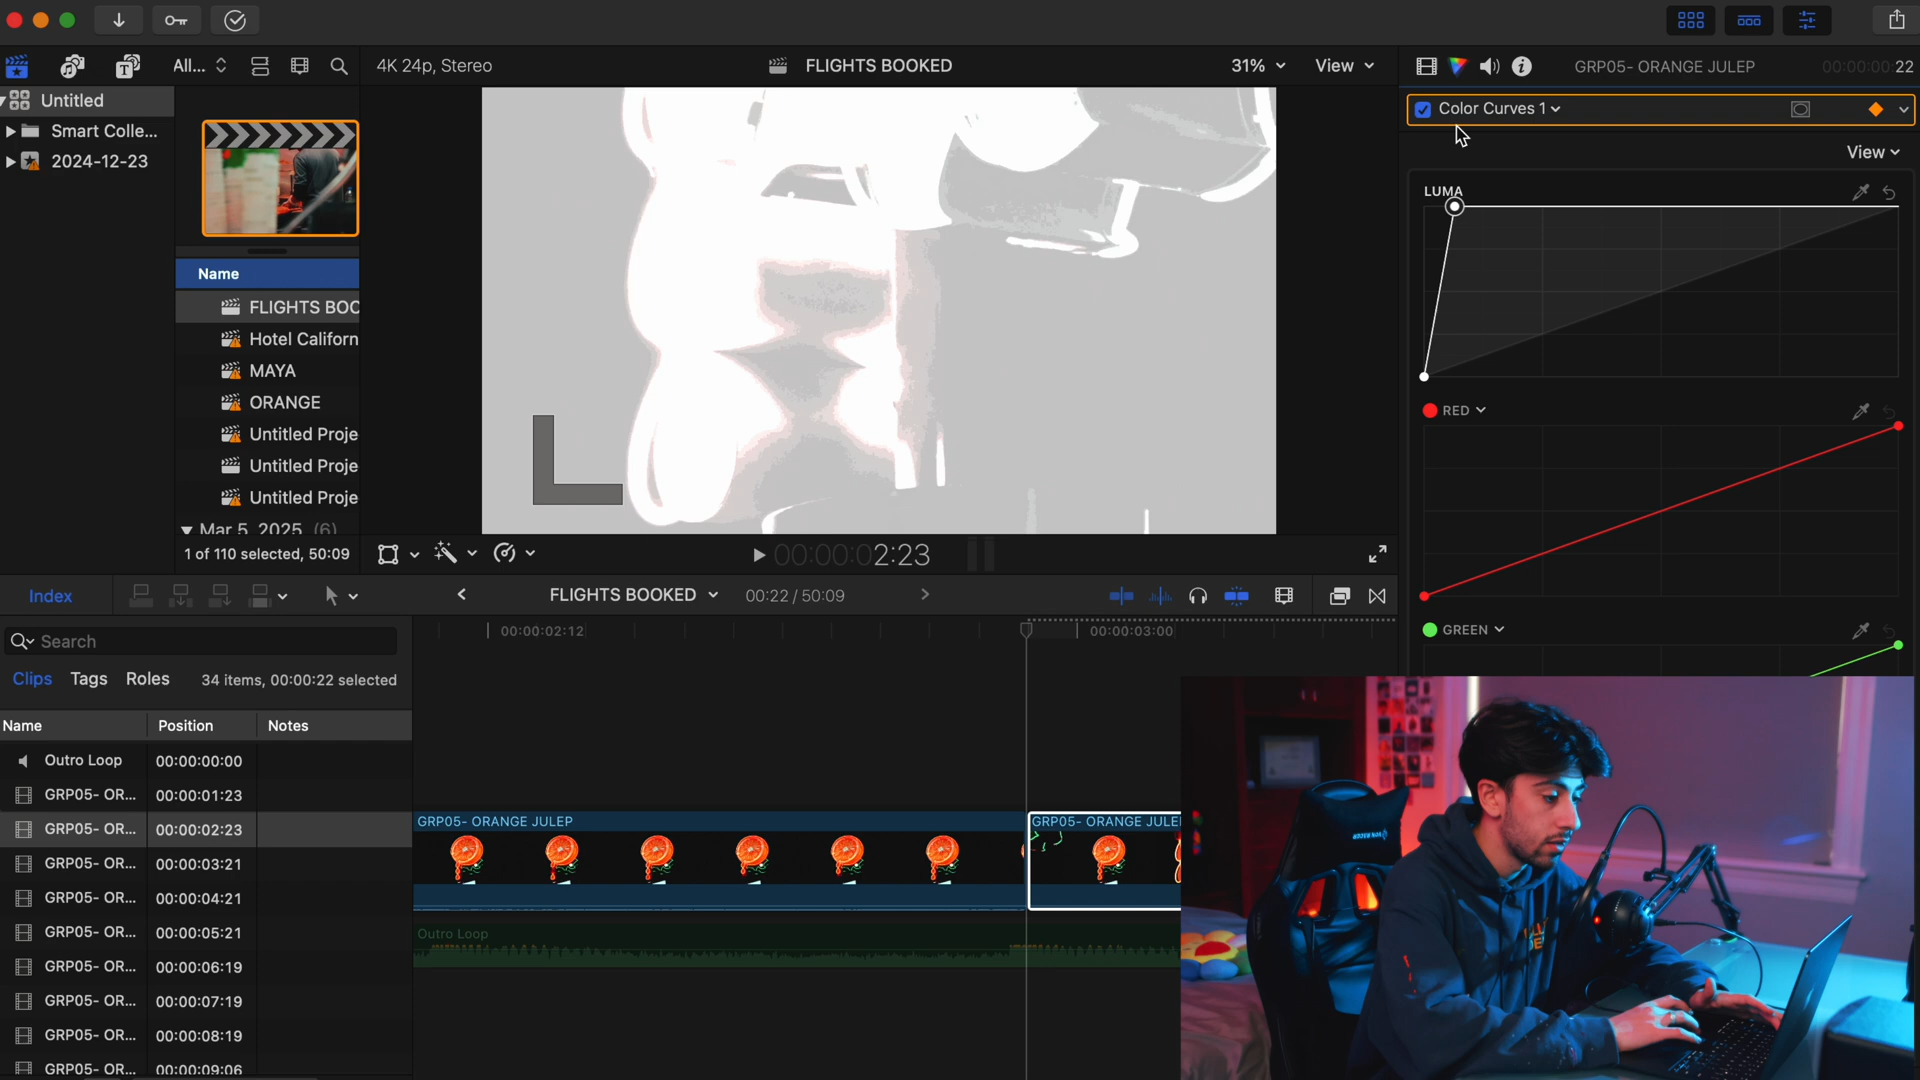 All...
4K 24p, Stereo
FLIGHTS BOOKED
31%
View
GRP05- ORANGE JULEP
00:00:00:22
Untitled
Smart Colle...
2024-12-23
Color Curves 1
View
LUMA
Name
FLIGHTS BOO
Hotel Californ
MAYA
ORANGE
Untitled Proje
Untitled Proje
Untitled Proje
Mar 5, 2025 (6)
RED
1 of 110 selected, 50:09
00:00:02:23
Index
FLIGHTS BOOKED
00:22 / 50:09
GREEN
Search
00:00:02:12
00:00:03:00
Clips
Tags
Roles
34 items, 00:00:22 selected
Name
Position
Notes
Outro Loop
00:00:00:00
GRP05- OR...
00:00:01:23
GRP05- OR...
00:00:02:23
GRP05- OR...
00:00:03:21
GRP05- OR...
00:00:04:21
GRP05- OR...
00:00:05:21
GRP05- OR...
00:00:06:19
GRP05- OR...
00:00:07:19
GRP05- OR...
00:00:08:19
GRP05- OR...
00:00:09:06
GRP05- ORANGE JULEP
GRP05- ORANGE JULE
Outro Loop